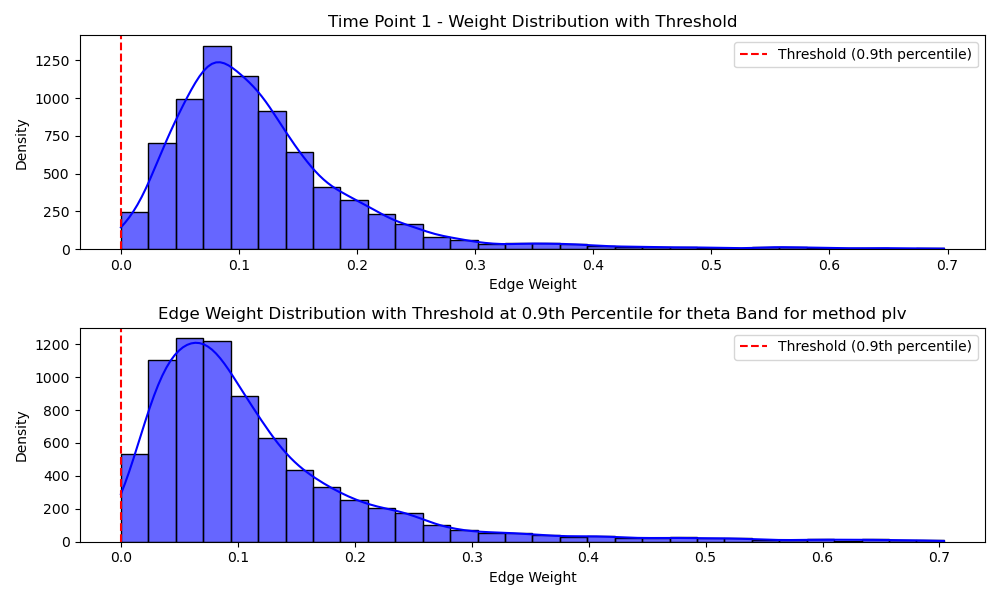 Time Point 1 - Weight Distribution with Threshold
Threshold (0.9th percentile)
1250
1000
750
500
250
0
Density
0.0 0.1 0.2 0.3 0.4 0.5 0.6 0.7
Edge Weight
Edge Weight Distribution with Threshold at 0.9th Percentile for theta Band for method plv
Threshold (0.9th percentile)
1200
1000
800
600
400
200
0
Density
0.0 0.1 0.2 0.3 0.4 0.5 0.6 0.7
Edge Weight